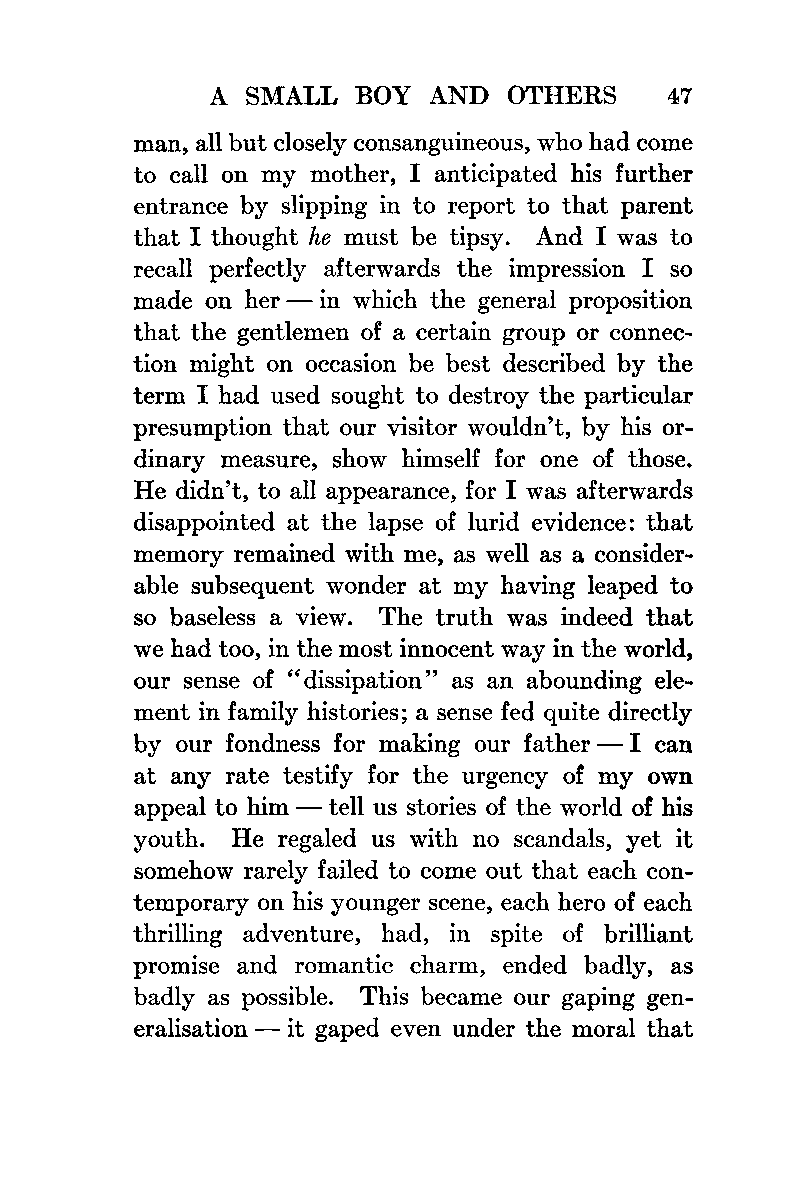 A SMALL BOY AND OTHERS 47
man, all but closely consanguineous, who had come
to call on my mother, I anticipated his further
entrance by slipping in to report to that parent
that I thought he must be tipsy. And I was to
recall perfectly afterwards the impression I so
made on her — in which the general proposition
that the gentlemen of a certain group or connec-
tion might on occasion be best described by the
term I had used sought to destroy the particular
presumption that our visitor wouldn't, by his or-
dinary measure, show himself for one of those.
He didn't, to all appearance, for I was afterwards
disappointed at the lapse of lurid evidence: that
memory remained with me, as well as a consider-
able subsequent wonder at my having leaped to
so baseless a view. The truth was indeed that
we had too, in the most innocent way in the world,
our sense of "dissipation" as an abounding ele-
ment in family histories; a sense fed quite directly
by our fondness for making our father — I can
at any rate testify for the urgency of my own
appeal to him — tell us stories of the world of his
youth. He regaled us with no scandals, yet it
somehow rarely failed to come out that each con-
temporary on his younger scene, each hero of each
thrilling adventure, had, in spite of brilliant
promise and romantic charm, ended badly, as
badly as possible. This became our gaping gen-
eralisation — it gaped even under the moral that